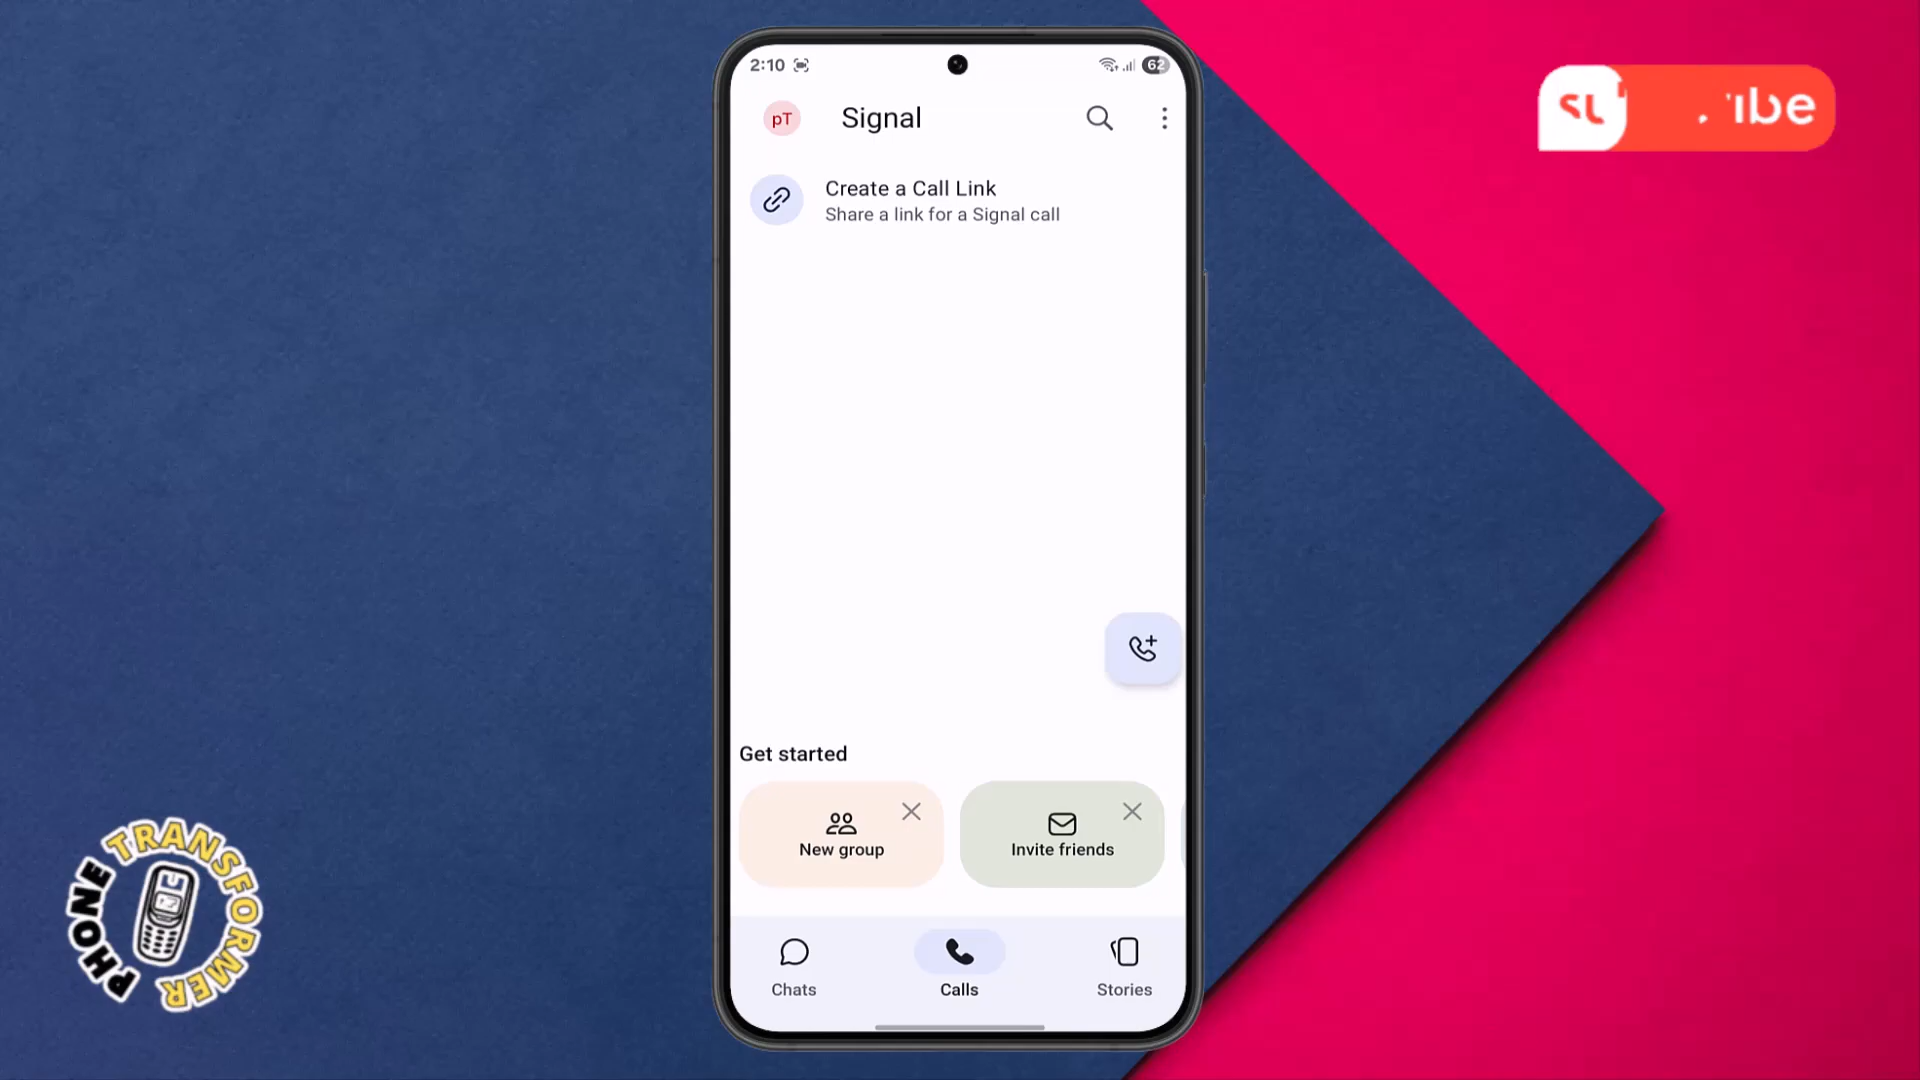 2:10
62
pT
Signal
Create a Call Link
Share a link for a Signal call
Get started
New group
Invite friends
Chats
Calls
Stories
PHONE TRANSFORMER